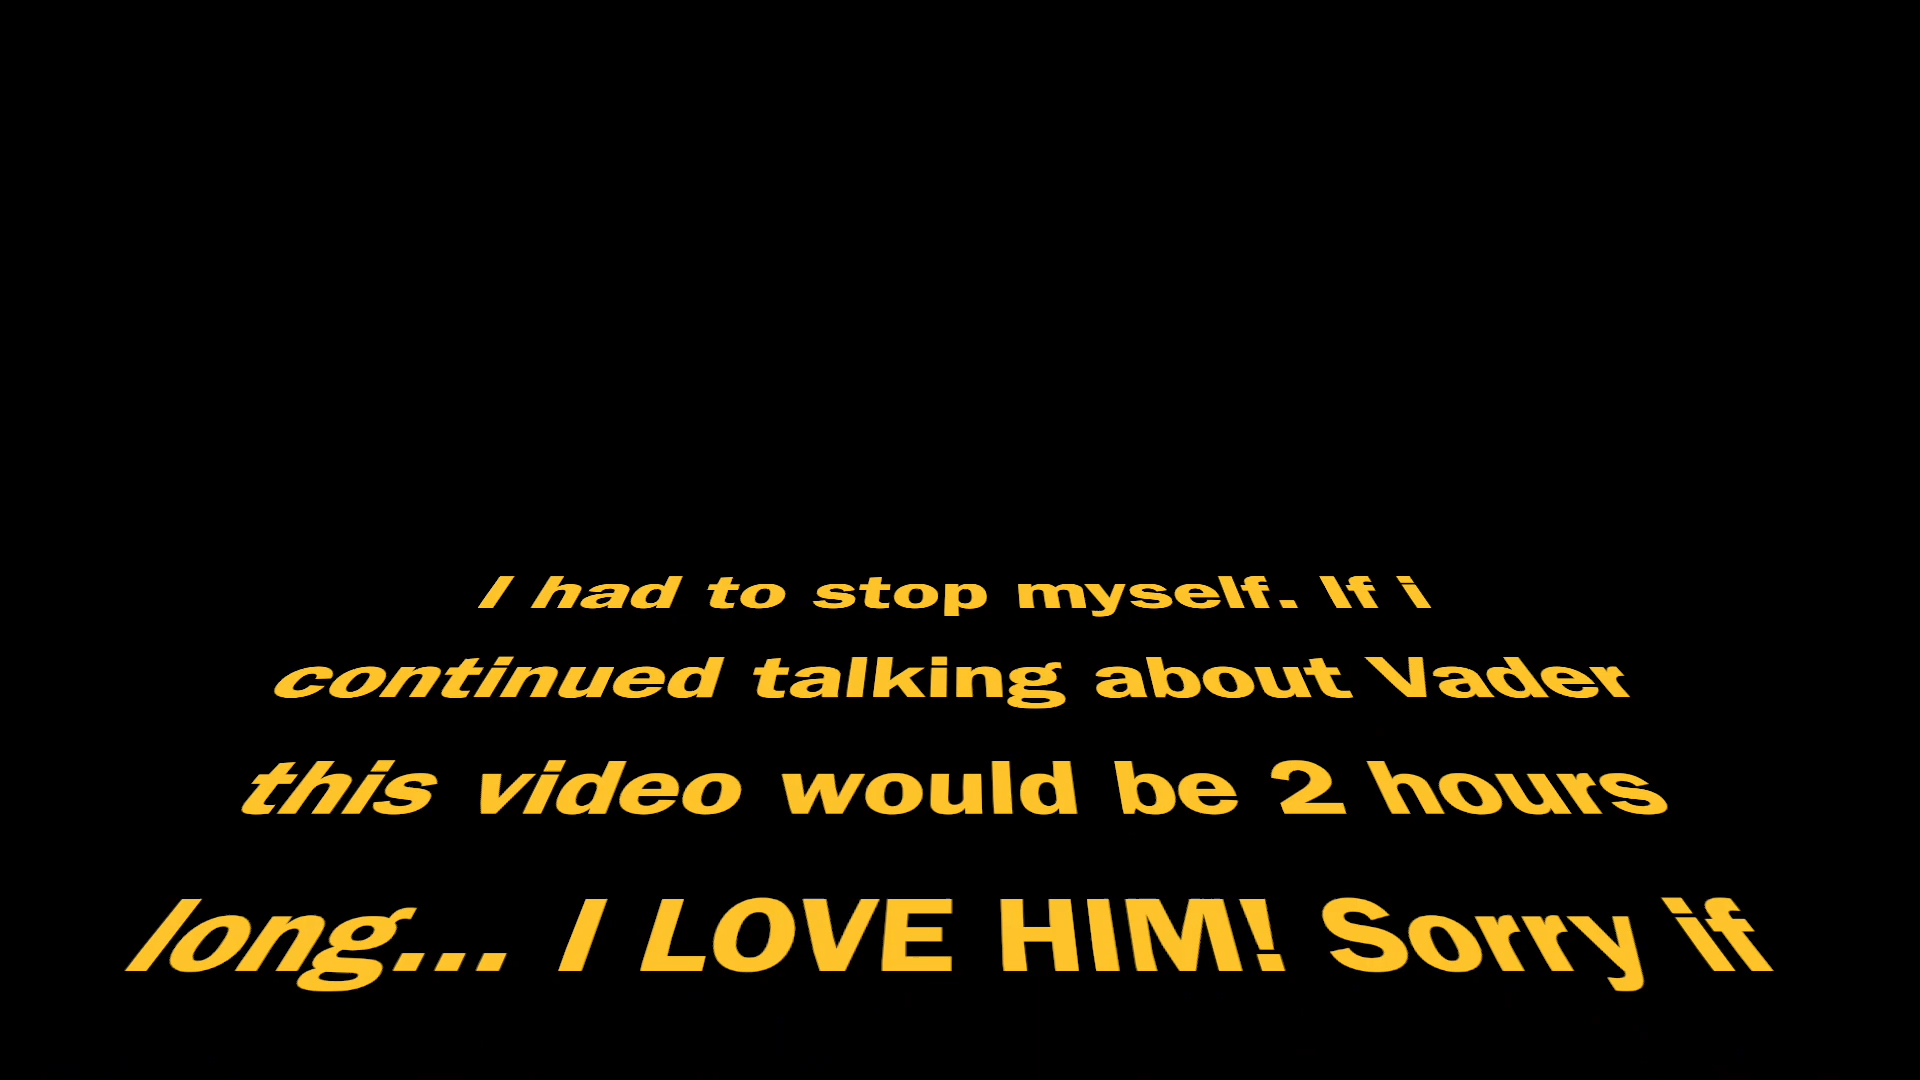 I had to stop myself. If i
continued talking about Vader
this video would be 2 hours
long... I LOVE HIM! Sorry if